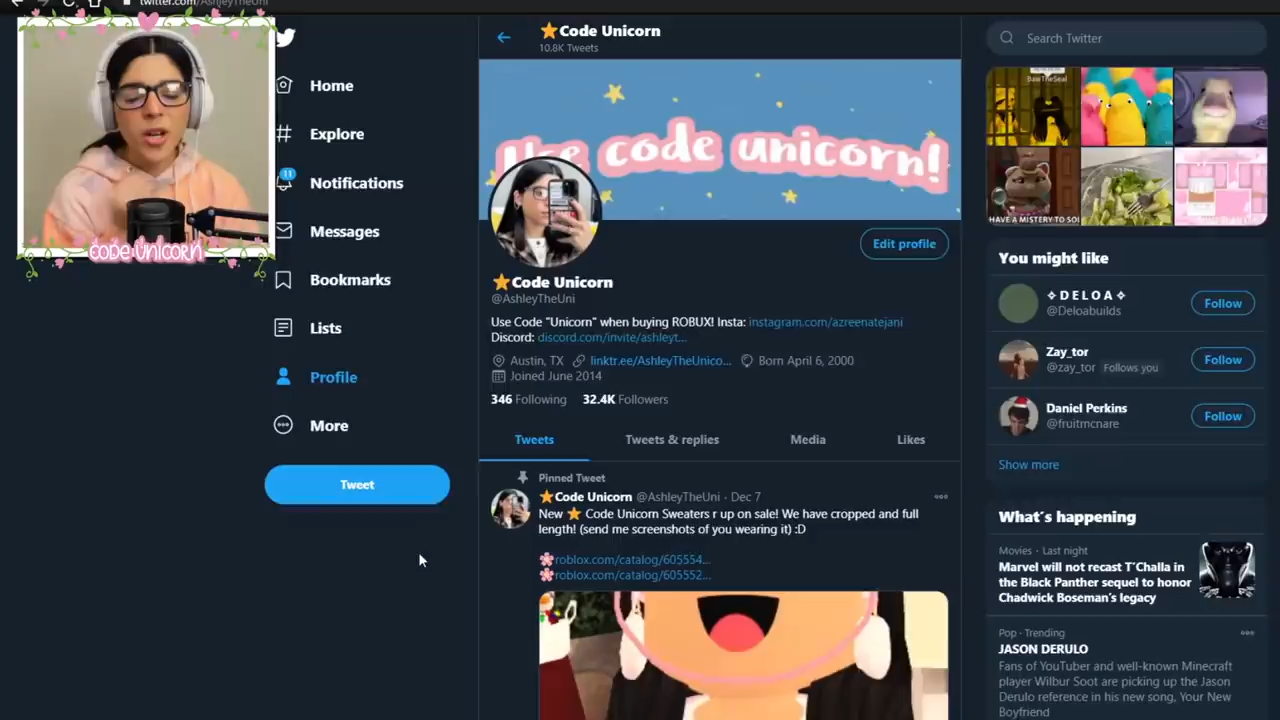 twitter.com/AshleyTheUni
CODE UNICORN
Home
Explore
11
Notifications
Messages
Bookmarks
Lists
Profile
More
Tweet
⭐Code Unicorn
10.8K Tweets
Use code unicorn!
Edit profile
⭐Code Unicorn
@AshleyTheUni
Use Code "Unicorn" when buying ROBUX! Insta: instagram.com/azreenatejani
Discord: discord.com/invite/ashleyt...
Austin, TX linktr.ee/AshleyTheUnico... Born April 6, 2000
Joined June 2014
346 Following 32.4K Followers
Tweets Tweets & replies Media Likes
Pinned Tweet
⭐Code Unicorn @AshleyTheUni · Dec 7
New ⭐ Code Unicorn Sweaters r up on sale! We have cropped and full
length! (send me screenshots of you wearing it) :D
🌸roblox.com/catalog/605554...
🌸roblox.com/catalog/605552...
Search Twitter
BaWTheSeal
HAVE A MISTERY TO SOL
You might like
✧ D E L O A ✧
@Deloabuilds
Follow
Zay_tor
@zay_tor Follows you
Follow
Daniel Perkins
@fruitmcnare
Follow
Show more
What's happening
Movies · Last night
Marvel will not recast T'Challa in
the Black Panther sequel to honor
Chadwick Boseman's legacy
Pop · Trending
JASON DERULO
Fans of YouTube and well-known Minecraft
player Wilbur Soot are picking up the Jason
Derulo reference in his new song, Your New
Boyfriend